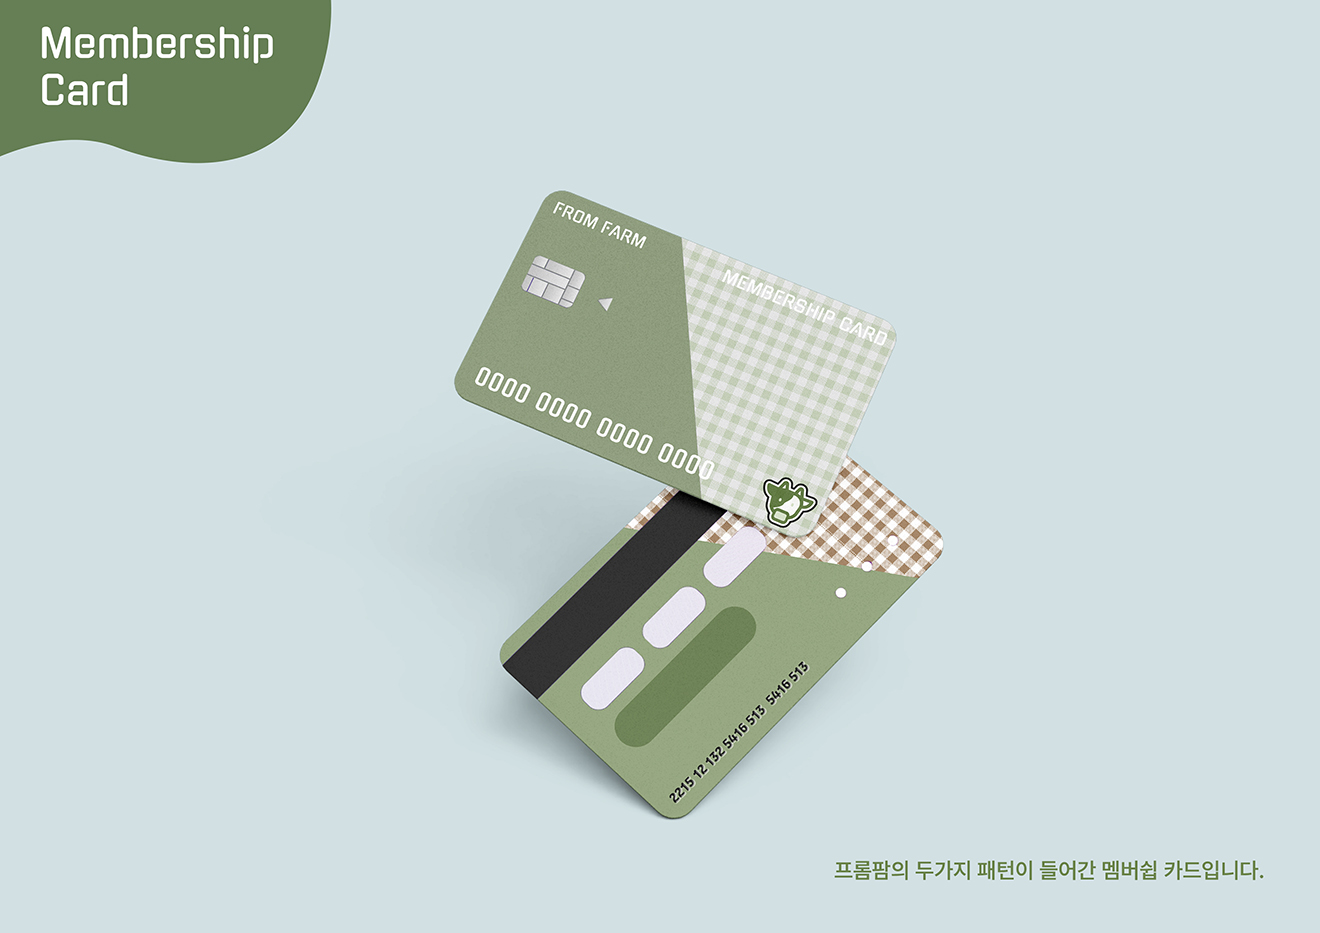 Membership
Card
FROM FARM
MEMBERSHIP CARD
0000 0000 0000 0000
2215 12 132 5416 513 5416 513
프롬팜의 두가지 패턴이 들어간 멤버쉽 카드입니다.